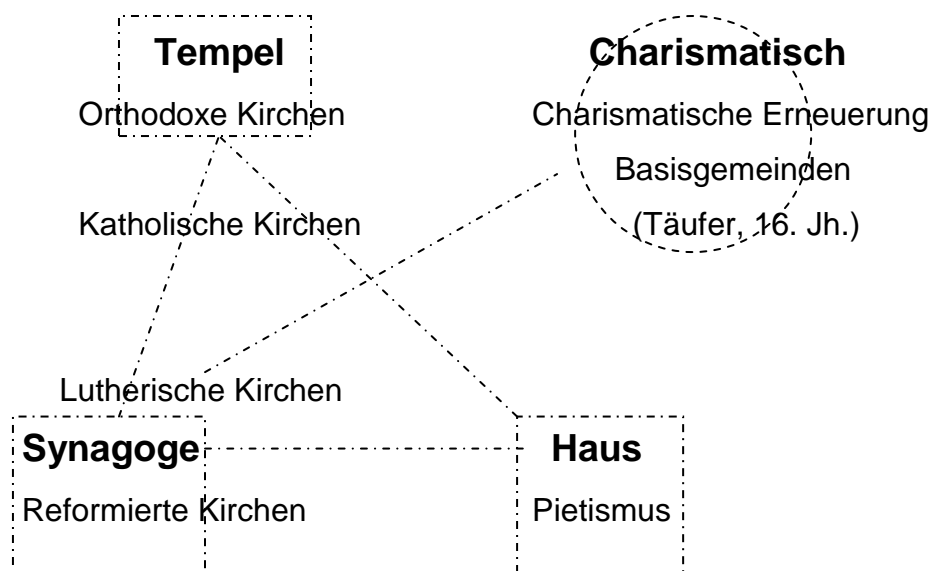 Tempel
Charismatisch
Orthodoxe Kirchen
Charismatische Erneuerung
Basisgemeinden
Katholische Kirchen
(Täufer, 16. Jh.)
Lutherische Kirchen
Synagoge
Haus
Reformierte Kirchen
Pietismus